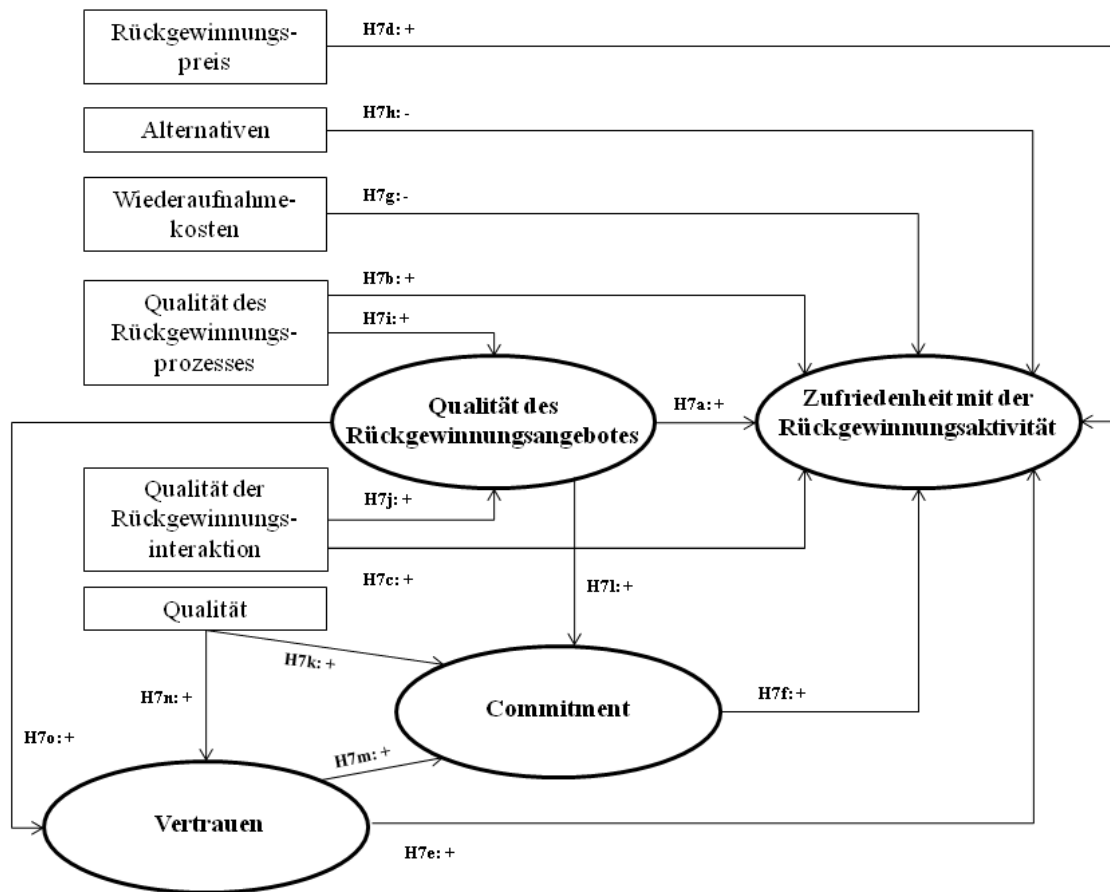 Rückgewinnungs-
preis
H7d: +
Alternativen
H7h: -
Wiederaufnahme-
kosten
H7g: -
Qualität des
Rückgewinnungs-
prozesses
H7b: +
H7i: +
Qualität des
Rückgewinnungsangebotes
H7a: +
Zufriedenheit mit der
Rückgewinnungsaktivität
Qualität der
Rückgewinnungs-
interaktion
H7j: +
H7c: +
Qualität
H7l: +
H7k: +
H7n: +
Commitment
H7f: +
H7o: +
H7m: +
Vertrauen
H7e: +